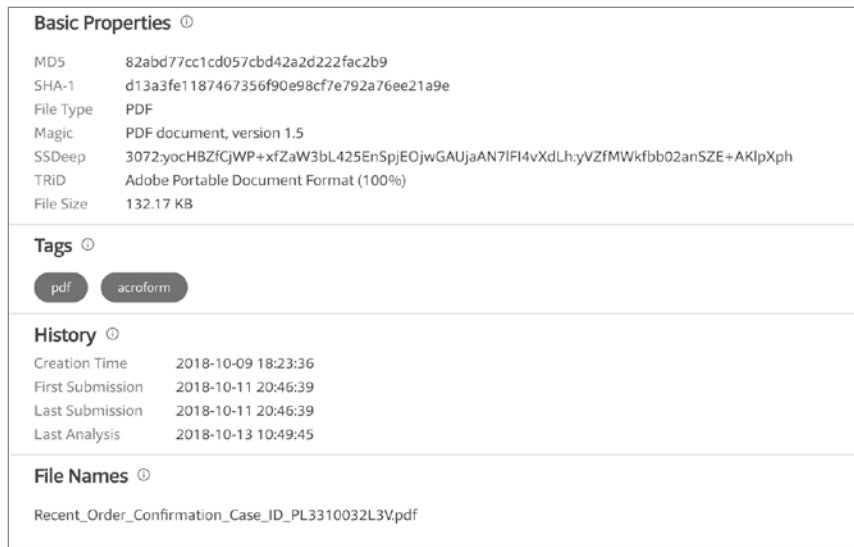 Basic Properties
MD5 82abd77cc1cd057cbd42a2d222fac2b9
SHA-1 d13a3fe1187467356f90e98cf7e792a76ee21a9e
File Type PDF
Magic PDF document, version 1.5
SSDeep 3072:yocHBZfCjWP+xfZaW3bL425EnSpjEOjwGAUjaAN7lFI4vXdLh:yVZfMWkfbb02anSZE+AKlpXph
TRiD Adobe Portable Document Format (100%)
File Size 132.17 KB
Tags
pdf acroform
History
Creation Time 2018-10-09 18:23:36
First Submission 2018-10-11 20:46:39
Last Submission 2018-10-11 20:46:39
Last Analysis 2018-10-13 10:49:45
File Names
Recent_Order_Confirmation_Case_ID_PL3310032L3V.pdf